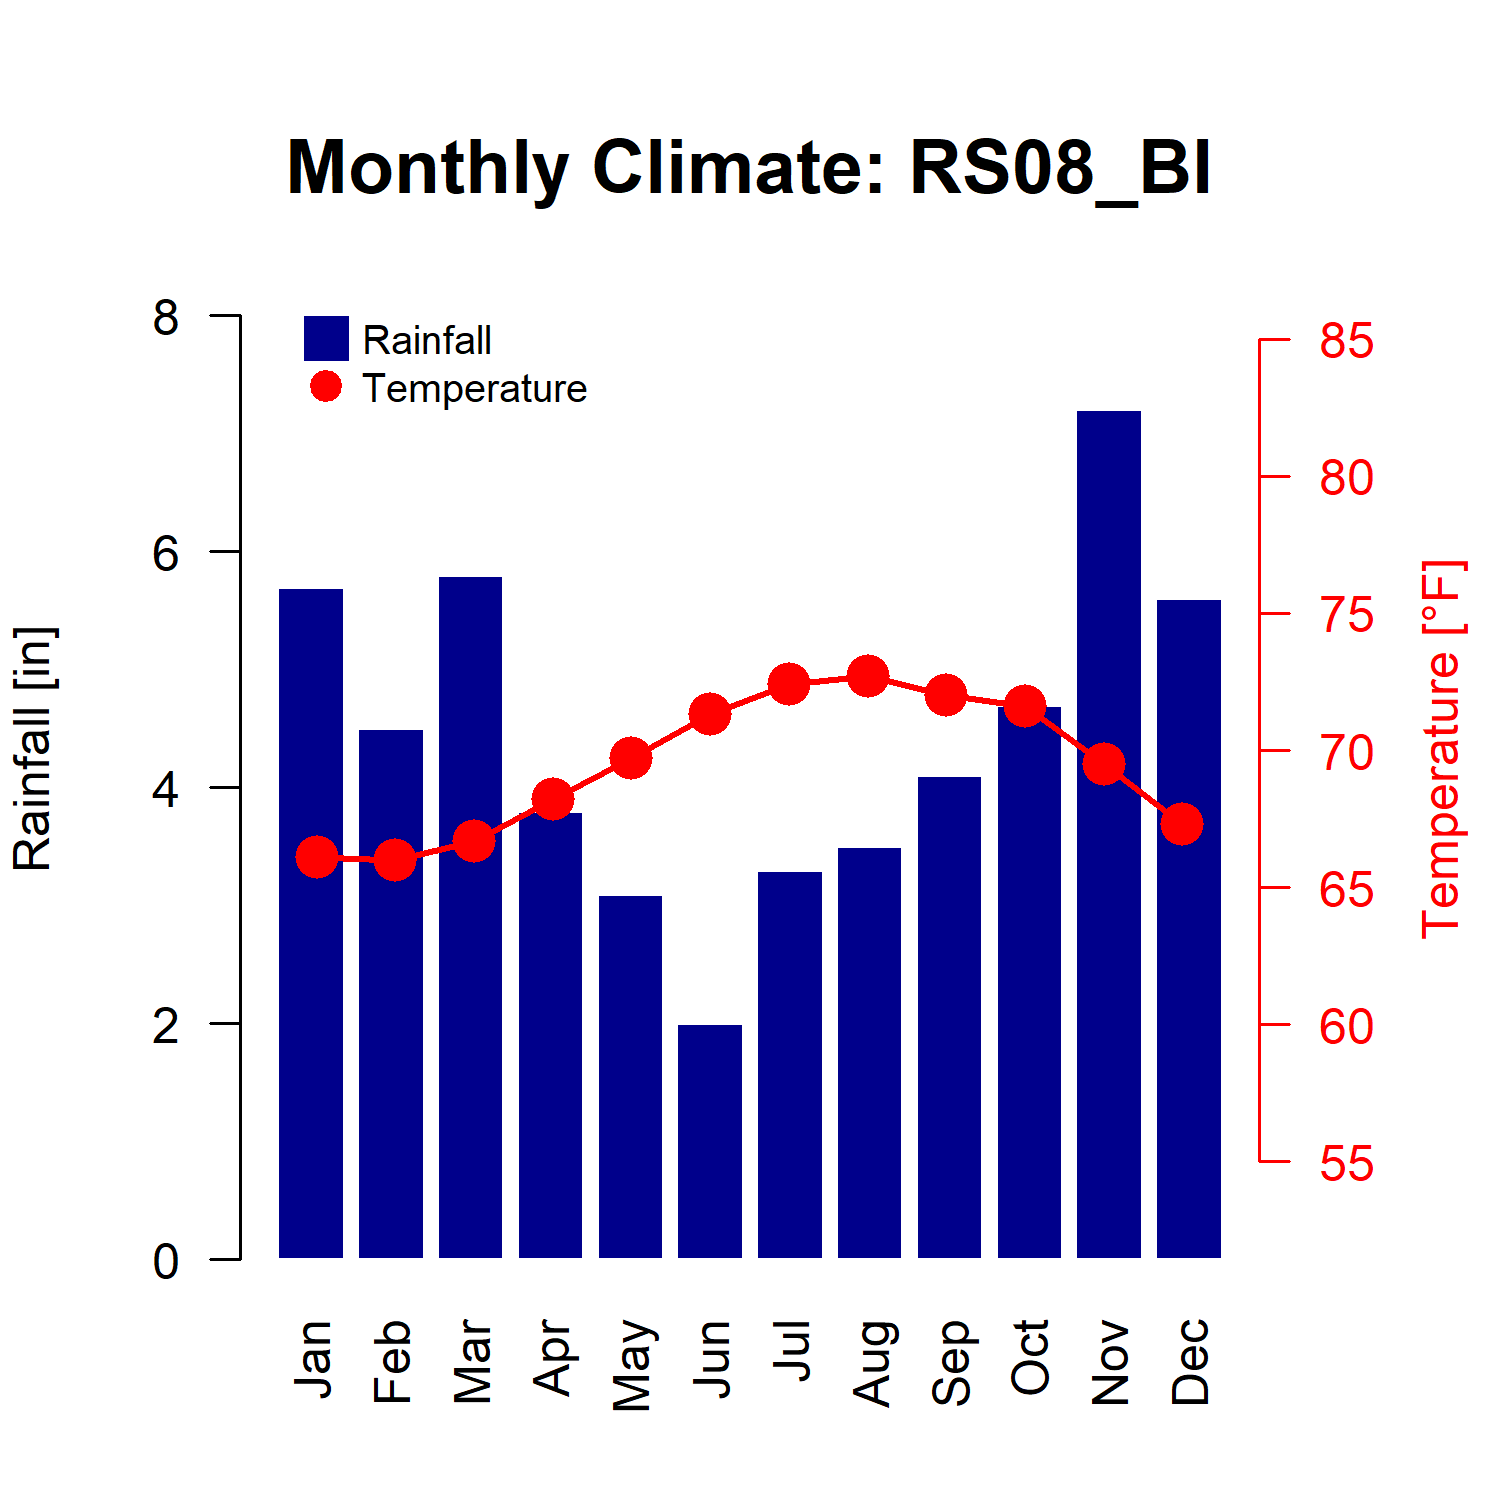 Monthly Climate: RS08_BI
Rainfall
Temperature
8
6
4
2
0
Rainfall [in]
85
80
75
70
65
60
55
Temperature [°F]
Jan
Feb
Mar
Apr
May
Jun
Jul
Aug
Sep
Oct
Nov
Dec